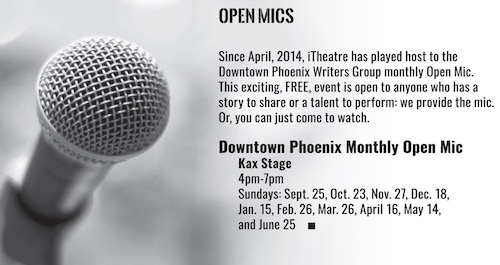 OPEN MICS
Since April, 2014, iTheatre has played host to the
Downtown Phoenix Writers Group monthly Open Mic.
This exciting, FREE, event is open to anyone who has a
story to share or a talent to perform: we provide the mic.
Or, you can just come to watch.
Downtown Phoenix Monthly Open Mic
Kax Stage
4pm-7pm
Sundays: Sept. 25, Oct. 23, Nov. 27, Dec. 18,
Jan. 15, Feb. 26, Mar. 26, April 16, May 14,
and June 25